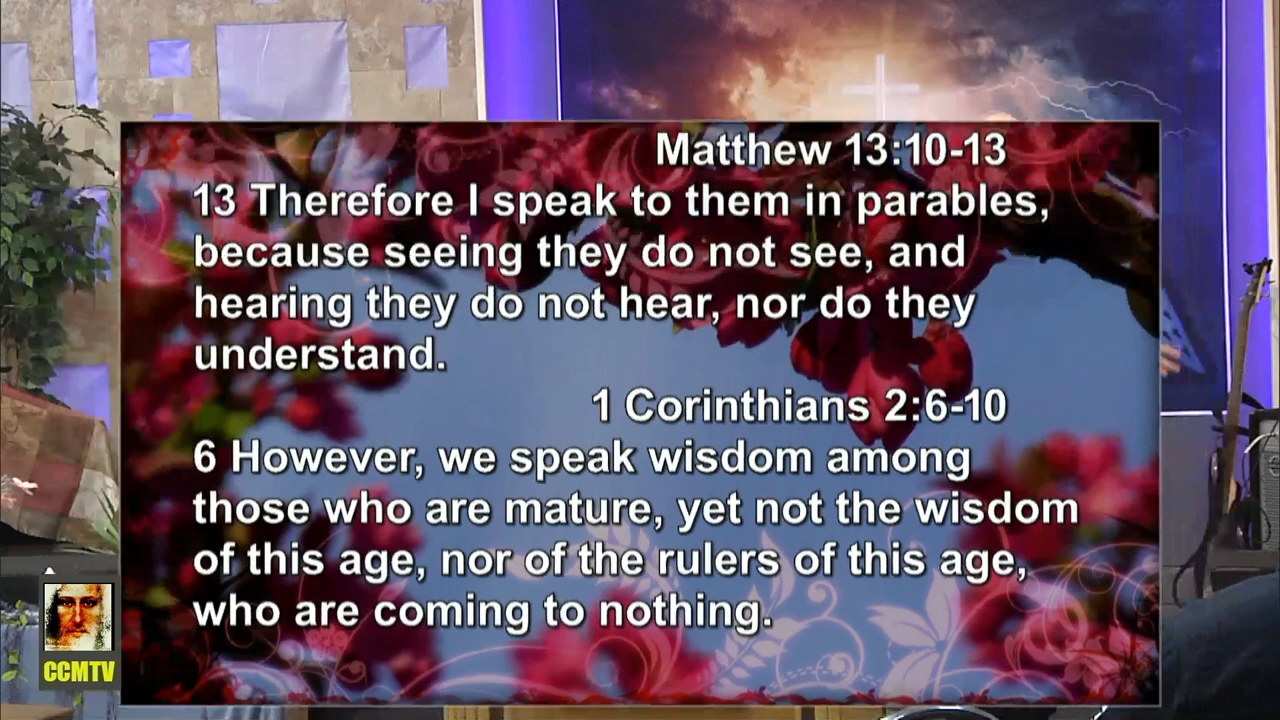 Matthew 13:10-13
13 Therefore I speak to them in parables,
because seeing they do not see, and
hearing they do not hear, nor do they
understand.
1 Corinthians 2:6-10
6 However, we speak wisdom among
those who are mature, yet not the wisdom
of this age, nor of the rulers of this age,
who are coming to nothing.
CCMTV